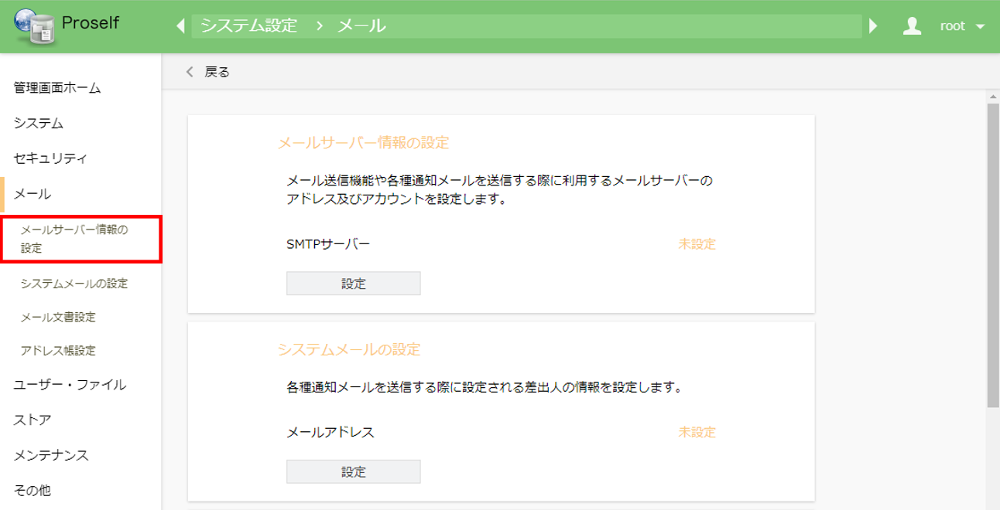 Proself
システム設定 › メール
root
管理画面ホーム
システム
セキュリティ
メール
メールサーバー情報の
設定
システムメールの設定
メール文書設定
アドレス帳設定
ユーザー・ファイル
ストア
メンテナンス
その他
戻る
メールサーバー情報の設定
メール送信機能や各種通知メールを送信する際に利用するメールサーバーの
アドレス及びアカウントを設定します。
SMTPサーバー 未設定
設定
システムメールの設定
各種通知メールを送信する際に設定される差出人の情報を設定します。
メールアドレス 未設定
設定